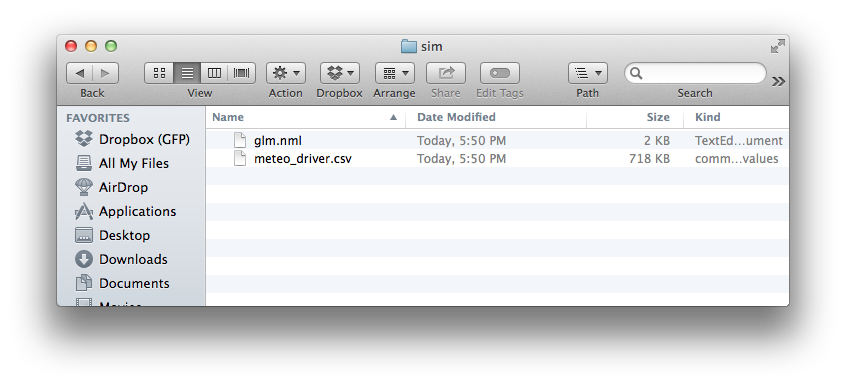 sim
Back
View
Action
Dropbox
Arrange
Share
Edit Tags
Path
Search
FAVORITES
Dropbox (GFP)
All My Files
AirDrop
Applications
Desktop
Downloads
Documents
Movies
Name Date Modified Size Kind
glm.nml Today, 5:50 PM 2 KB TextEd...ument
meteo_driver.csv Today, 5:50 PM 718 KB comm...values